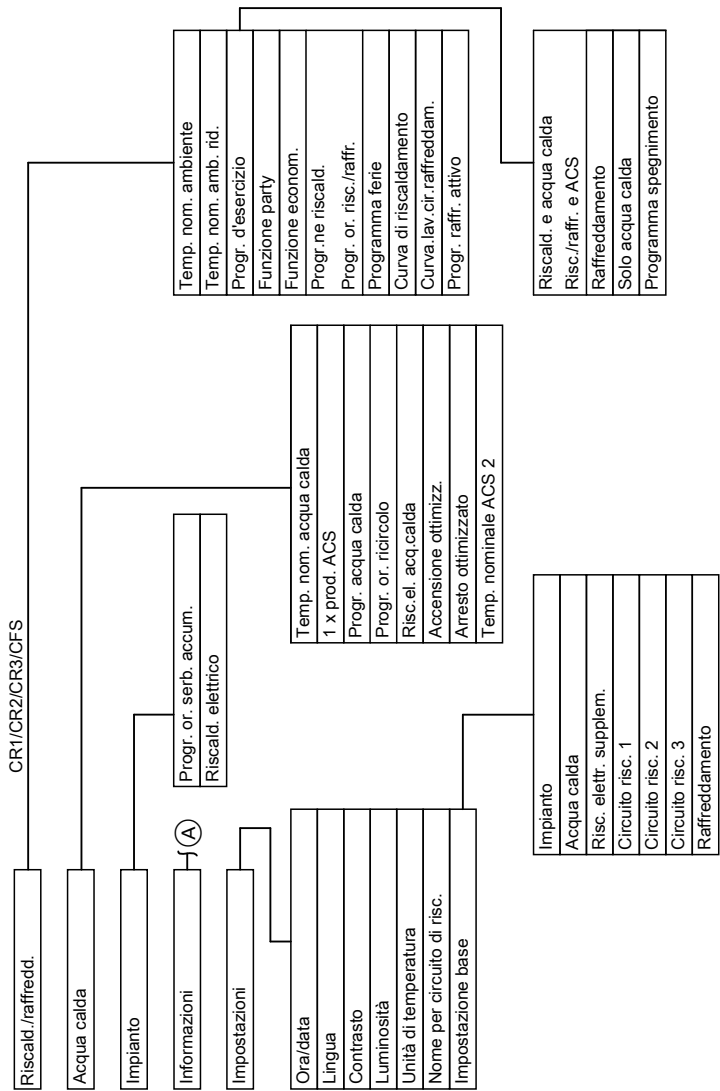 CR1/CR2/CR3/CFS
Riscald./raffredd.
Acqua calda
Impianto
Informazioni
A
Impostazioni
Temp. nom. ambiente
Temp. nom. amb. rid.
Progr. d'esercizio
Funzione party
Funzione econom.
Progr.ne riscald.
Progr. or. risc./raffr.
Programma ferie
Curva di riscaldamento
Curva.lav.cir.raffreddam.
Progr. raffr. attivo
Riscald. e acqua calda
Risc./raffr. e ACS
Raffreddamento
Solo acqua calda
Programma spegnimento
Temp. nom. acqua calda
1 x prod. ACS
Progr. acqua calda
Progr. or. ricircolo
Risc.el. acq.calda
Accensione ottimizz.
Arresto ottimizzato
Temp. nominale ACS 2
Progr. or. serb. accum.
Riscald. elettrico
Ora/data
Lingua
Contrasto
Luminosità
Unità di temperatura
Nome per circuito di risc.
Impostazione base
Impianto
Acqua calda
Risc. elettr. supplem.
Circuito risc. 1
Circuito risc. 2
Circuito risc. 3
Raffreddamento